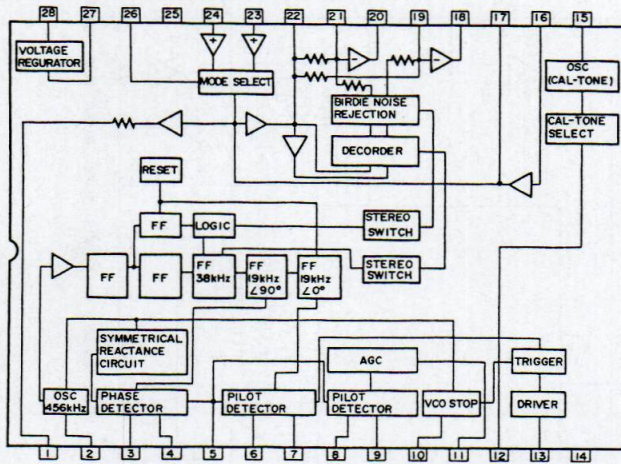 28 27 26 25 24 23 22 21 20 19 18 17 16 15
VOLTAGE
REGURATOR
+ +
- -
OSC
(CAL-TONE)
MODE SELECT
BIRDIE NOISE
REJECTION
CAL-TONE
SELECT
DECORDER
RESET
FF
LOGIC
STEREO
SWITCH
FF
FF
FF
38kHz
FF
19kHz
∠90°
FF
19kHz
∠0°
STEREO
SWITCH
SYMMETRICAL
REACTANCE
CIRCUIT
AGC
TRIGGER
OSC
456kHz
PHASE
DETECTOR
PILOT
DETECTOR
PILOT
DETECTOR
VCO STOP
DRIVER
1 2 3 4 5 6 7 8 9 10 11 12 13 14